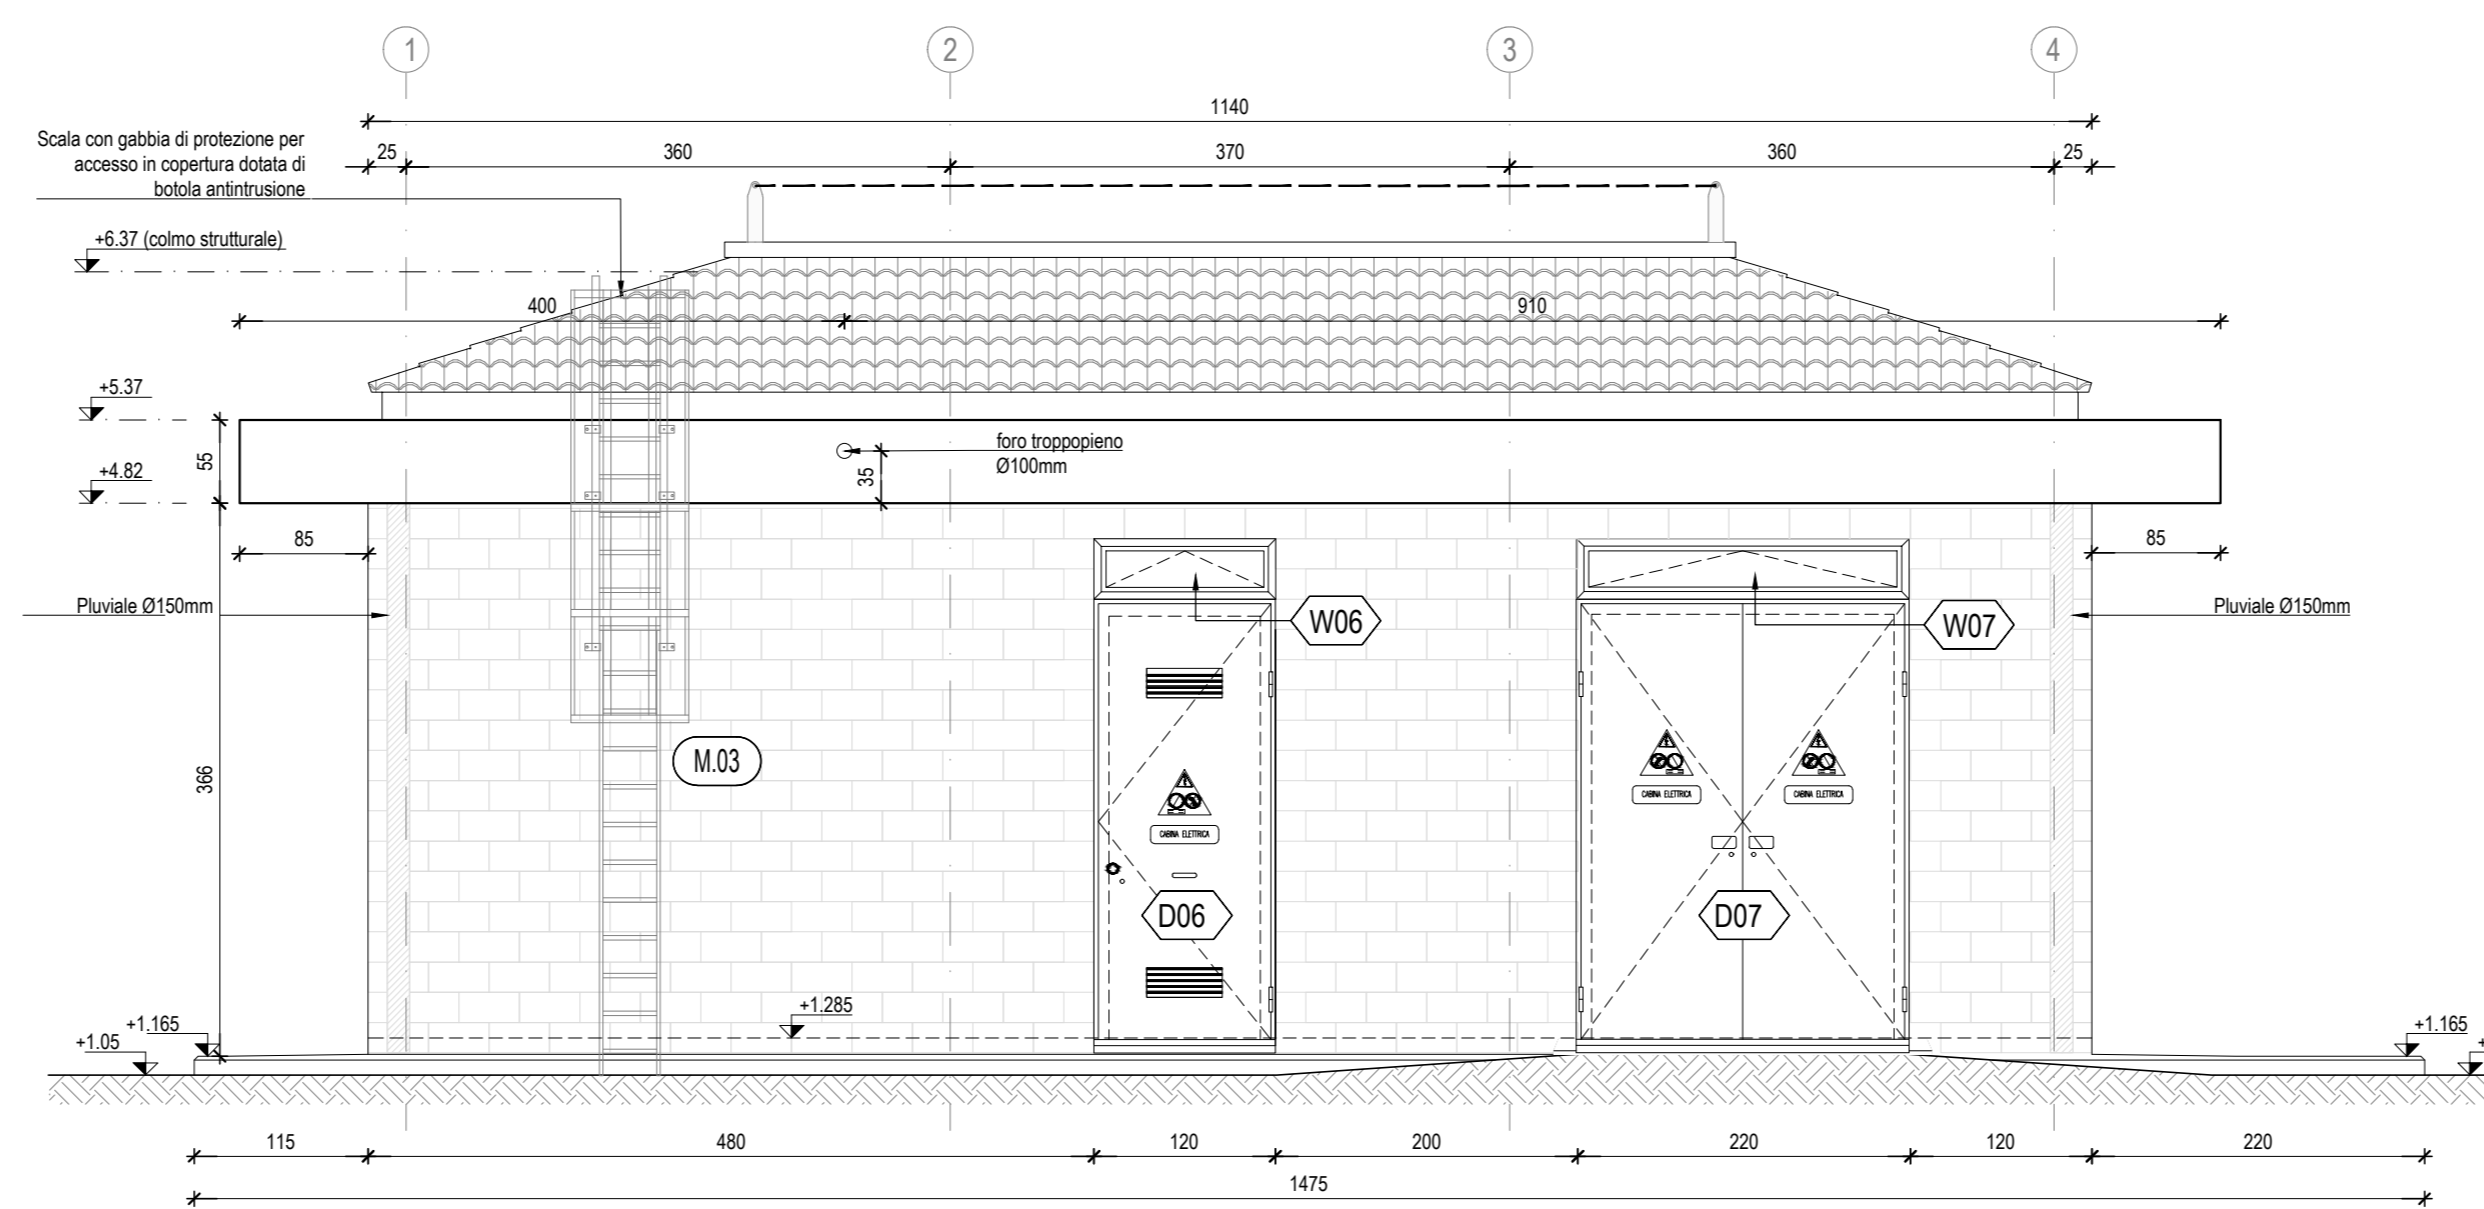 1
2
3
4
1140
25
360
370
360
25
Scala con gabbia di protezione per
accesso in copertura dotata di
botola antintrusione
+6.37 (colmo strutturale)
400
910
+5.37
+4.82
55
foro troppopieno
Ø100mm
35
85
85
Pluviale Ø150mm
Pluviale Ø150mm
W06
W07
366
M.03
CABINA ELETTRICA
CABINA ELETTRICA
CABINA ELETTRICA
D06
D07
+1.285
+1.165
+1.05
+1.165
+
115
480
120
200
220
120
220
1475